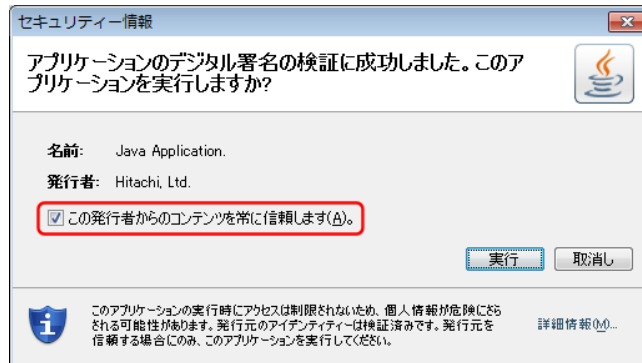 セキュリティー情報
アプリケーションのデジタル署名の検証に成功しました。このア
プリケーションを実行しますか?
名前: Java Application.
発行者: Hitachi, Ltd.
この発行者からのコンテンツを常に信頼します(A)。
実行 取消し
このアプリケーションの実行時にアクセスは制限されないため、個人情報が危険にさら
される可能性があります。発行元のアイデンティティーは検証済みです。発行元を
信頼する場合にのみ、このアプリケーションを実行してください。
詳細情報(M)...